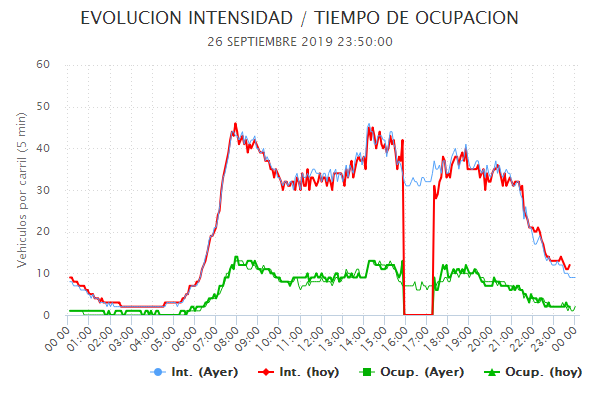 EVOLUCION INTENSIDAD / TIEMPO DE OCUPACION
26 SEPTIEMBRE 2019 23:50:00
Vehiculos por carril (5 min)
60
50
40
30
20
10
0
00:00 01:00 02:00 03:00 04:00 05:00 06:00 07:00 08:00 09:00 10:00 11:00 12:00 13:00 14:00 15:00 16:00 17:00 18:00 19:00 20:00 21:00 22:00 23:00 00:00
Int. (Ayer) Int. (hoy) Ocup. (Ayer) Ocup. (hoy)